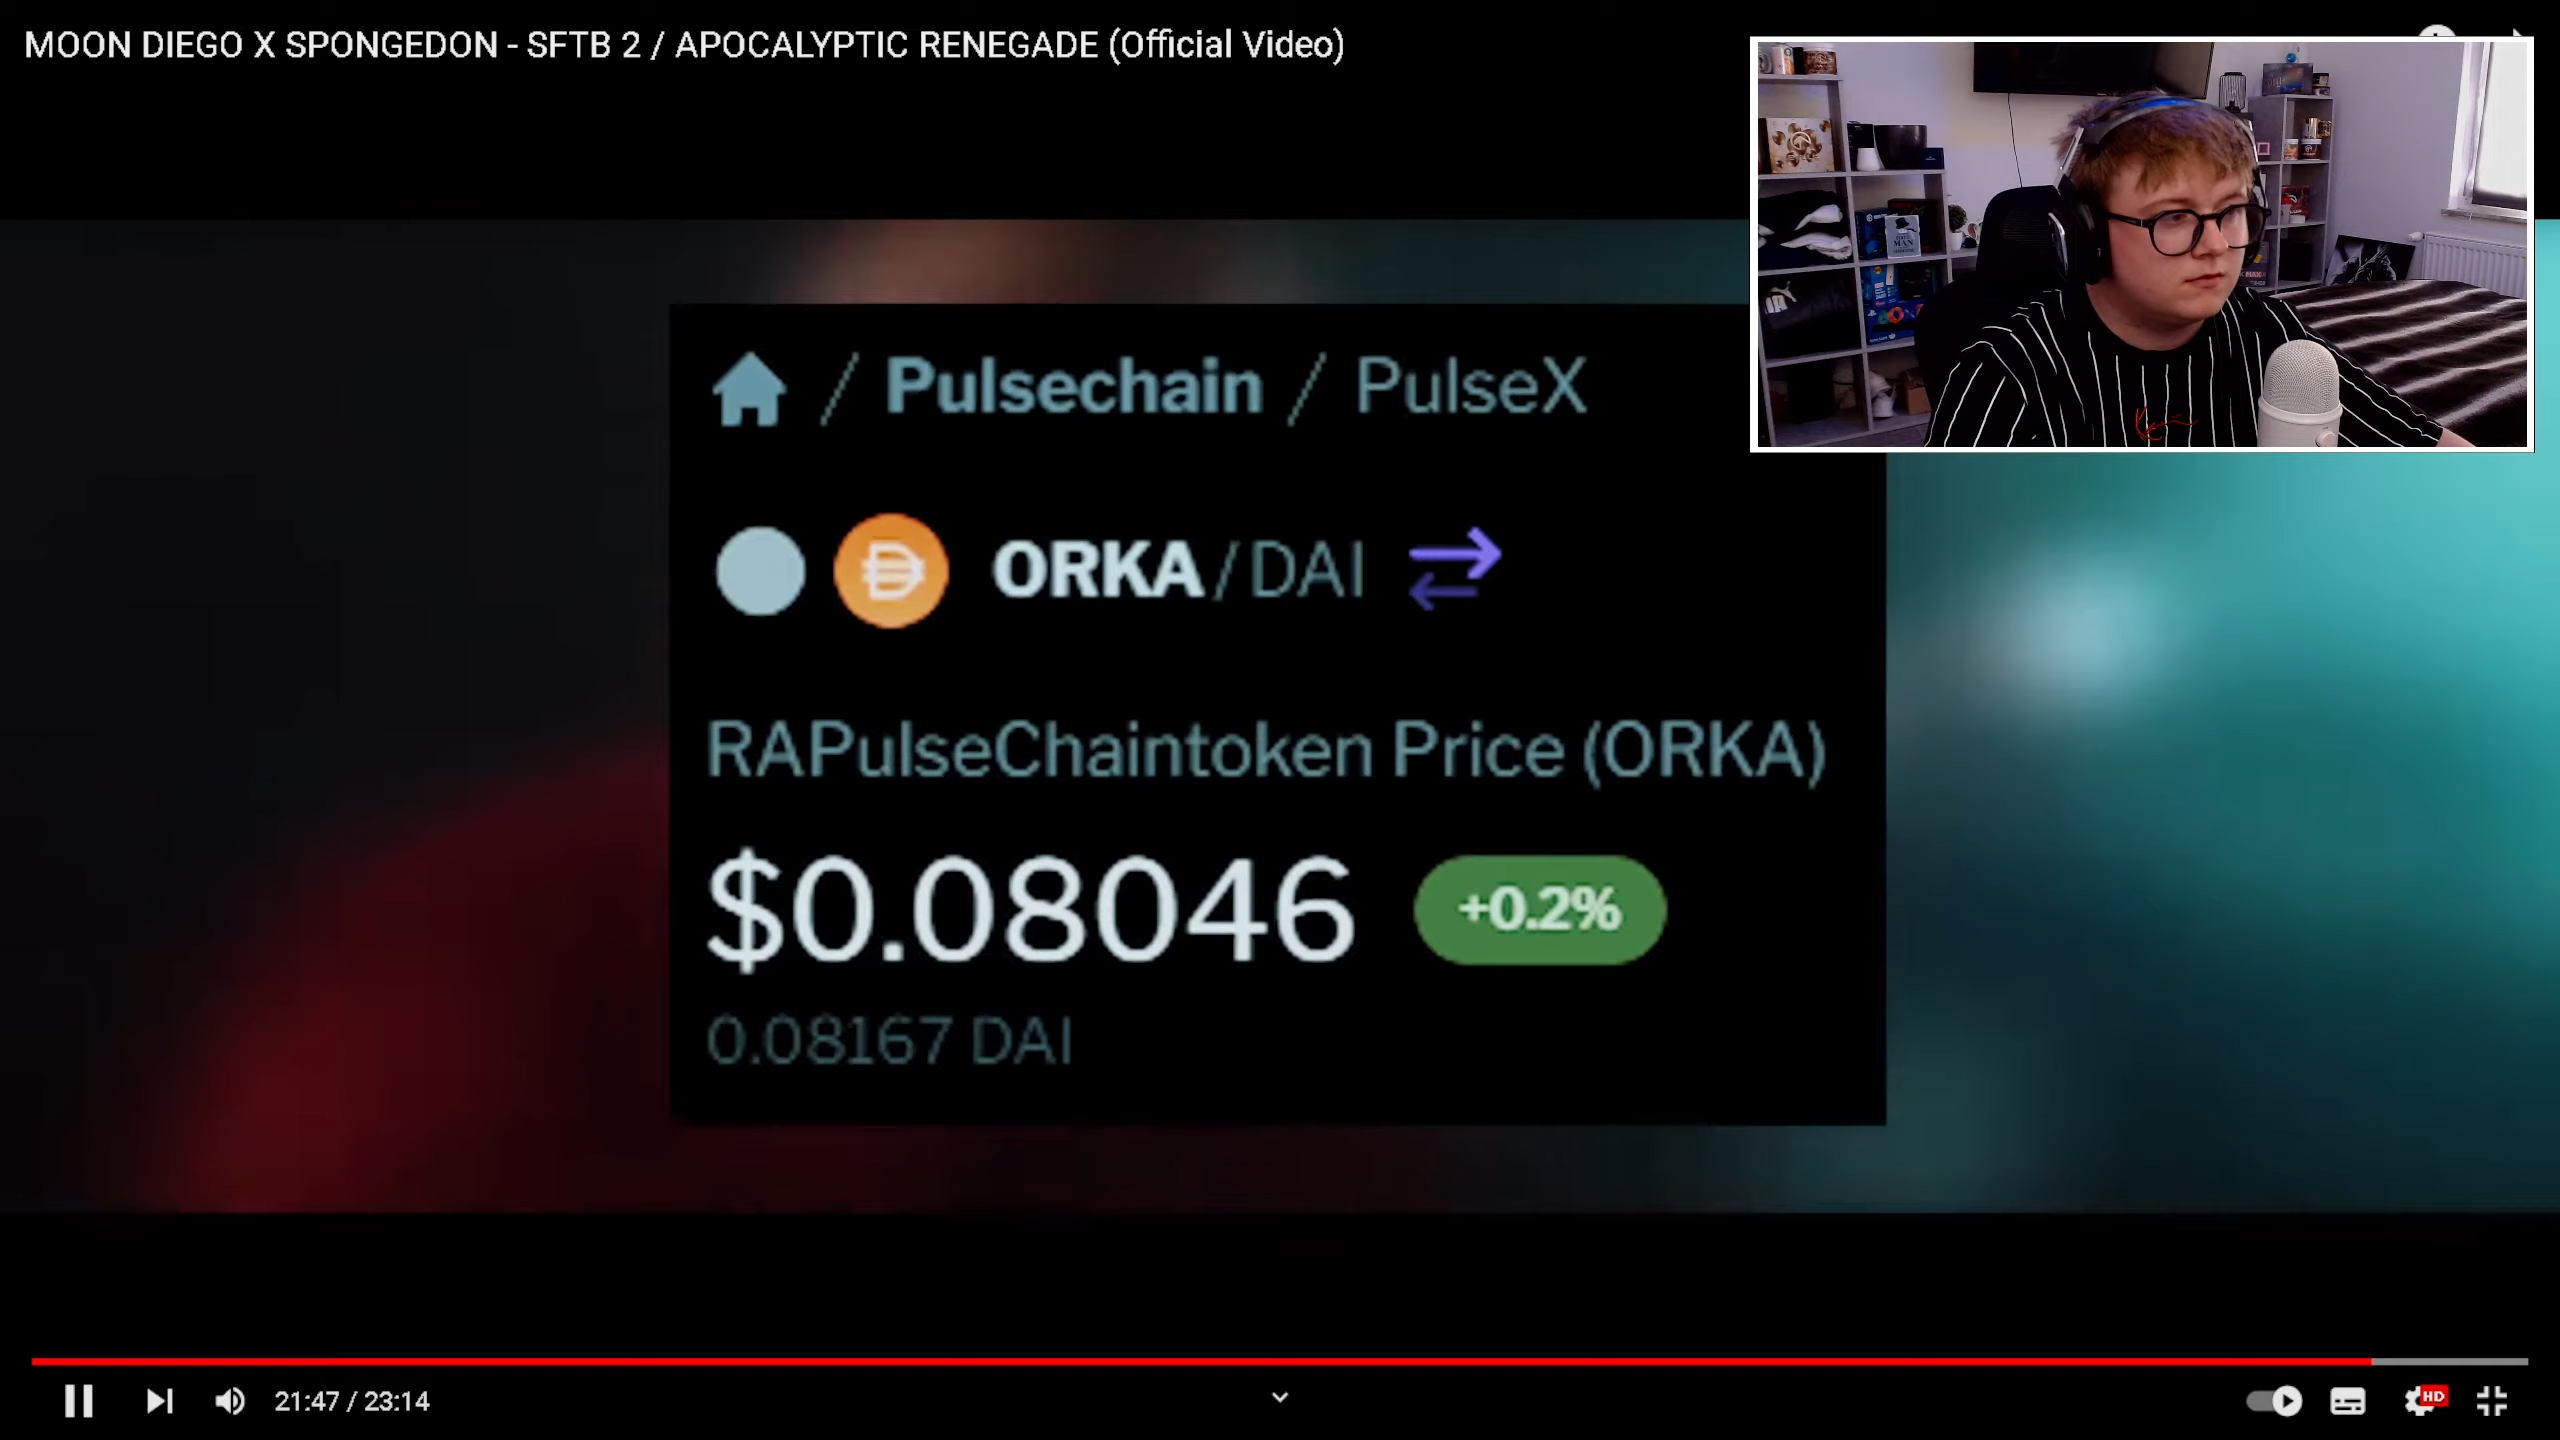 MOON DIEGO X SPONGEDON - SFTB 2 / APOCALYPTIC RENEGADE (Official Video)
/ Pulsechain / PulseX
ORKA/DAI
RAPulseChaintoken Price (ORKA)
$0.08046 +0.2%
0.08167 DAI
21:47 / 23:14
HD